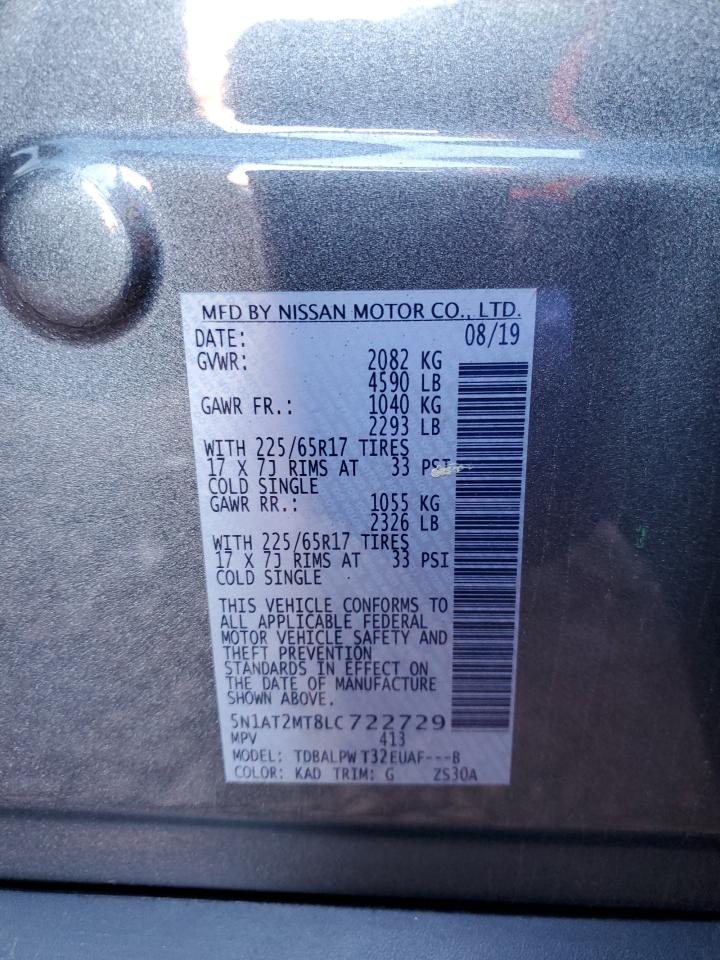 MFD BY NISSAN MOTOR CO., LTD.
DATE: 08/19
GVWR: 2082 KG
4590 LB
GAWR FR.: 1040 KG
2293 LB
WITH 225/65R17 TIRES
17 X 7J RIMS AT 33 PSI
COLD SINGLE
GAWR RR.: 1055 KG
2326 LB
WITH 225/65R17 TIRES
17 X 7J RIMS AT 33 PSI
COLD SINGLE
THIS VEHICLE CONFORMS TO
ALL APPLICABLE FEDERAL
MOTOR VEHICLE SAFETY AND
THEFT PREVENTION
STANDARDS IN EFFECT ON
THE DATE OF MANUFACTURE
SHOWN ABOVE.
5N1AT2MT8LC722729
MPV 413
MODEL: TDBALPW T32EUAF---B
COLOR: KAD TRIM: G ZS30A